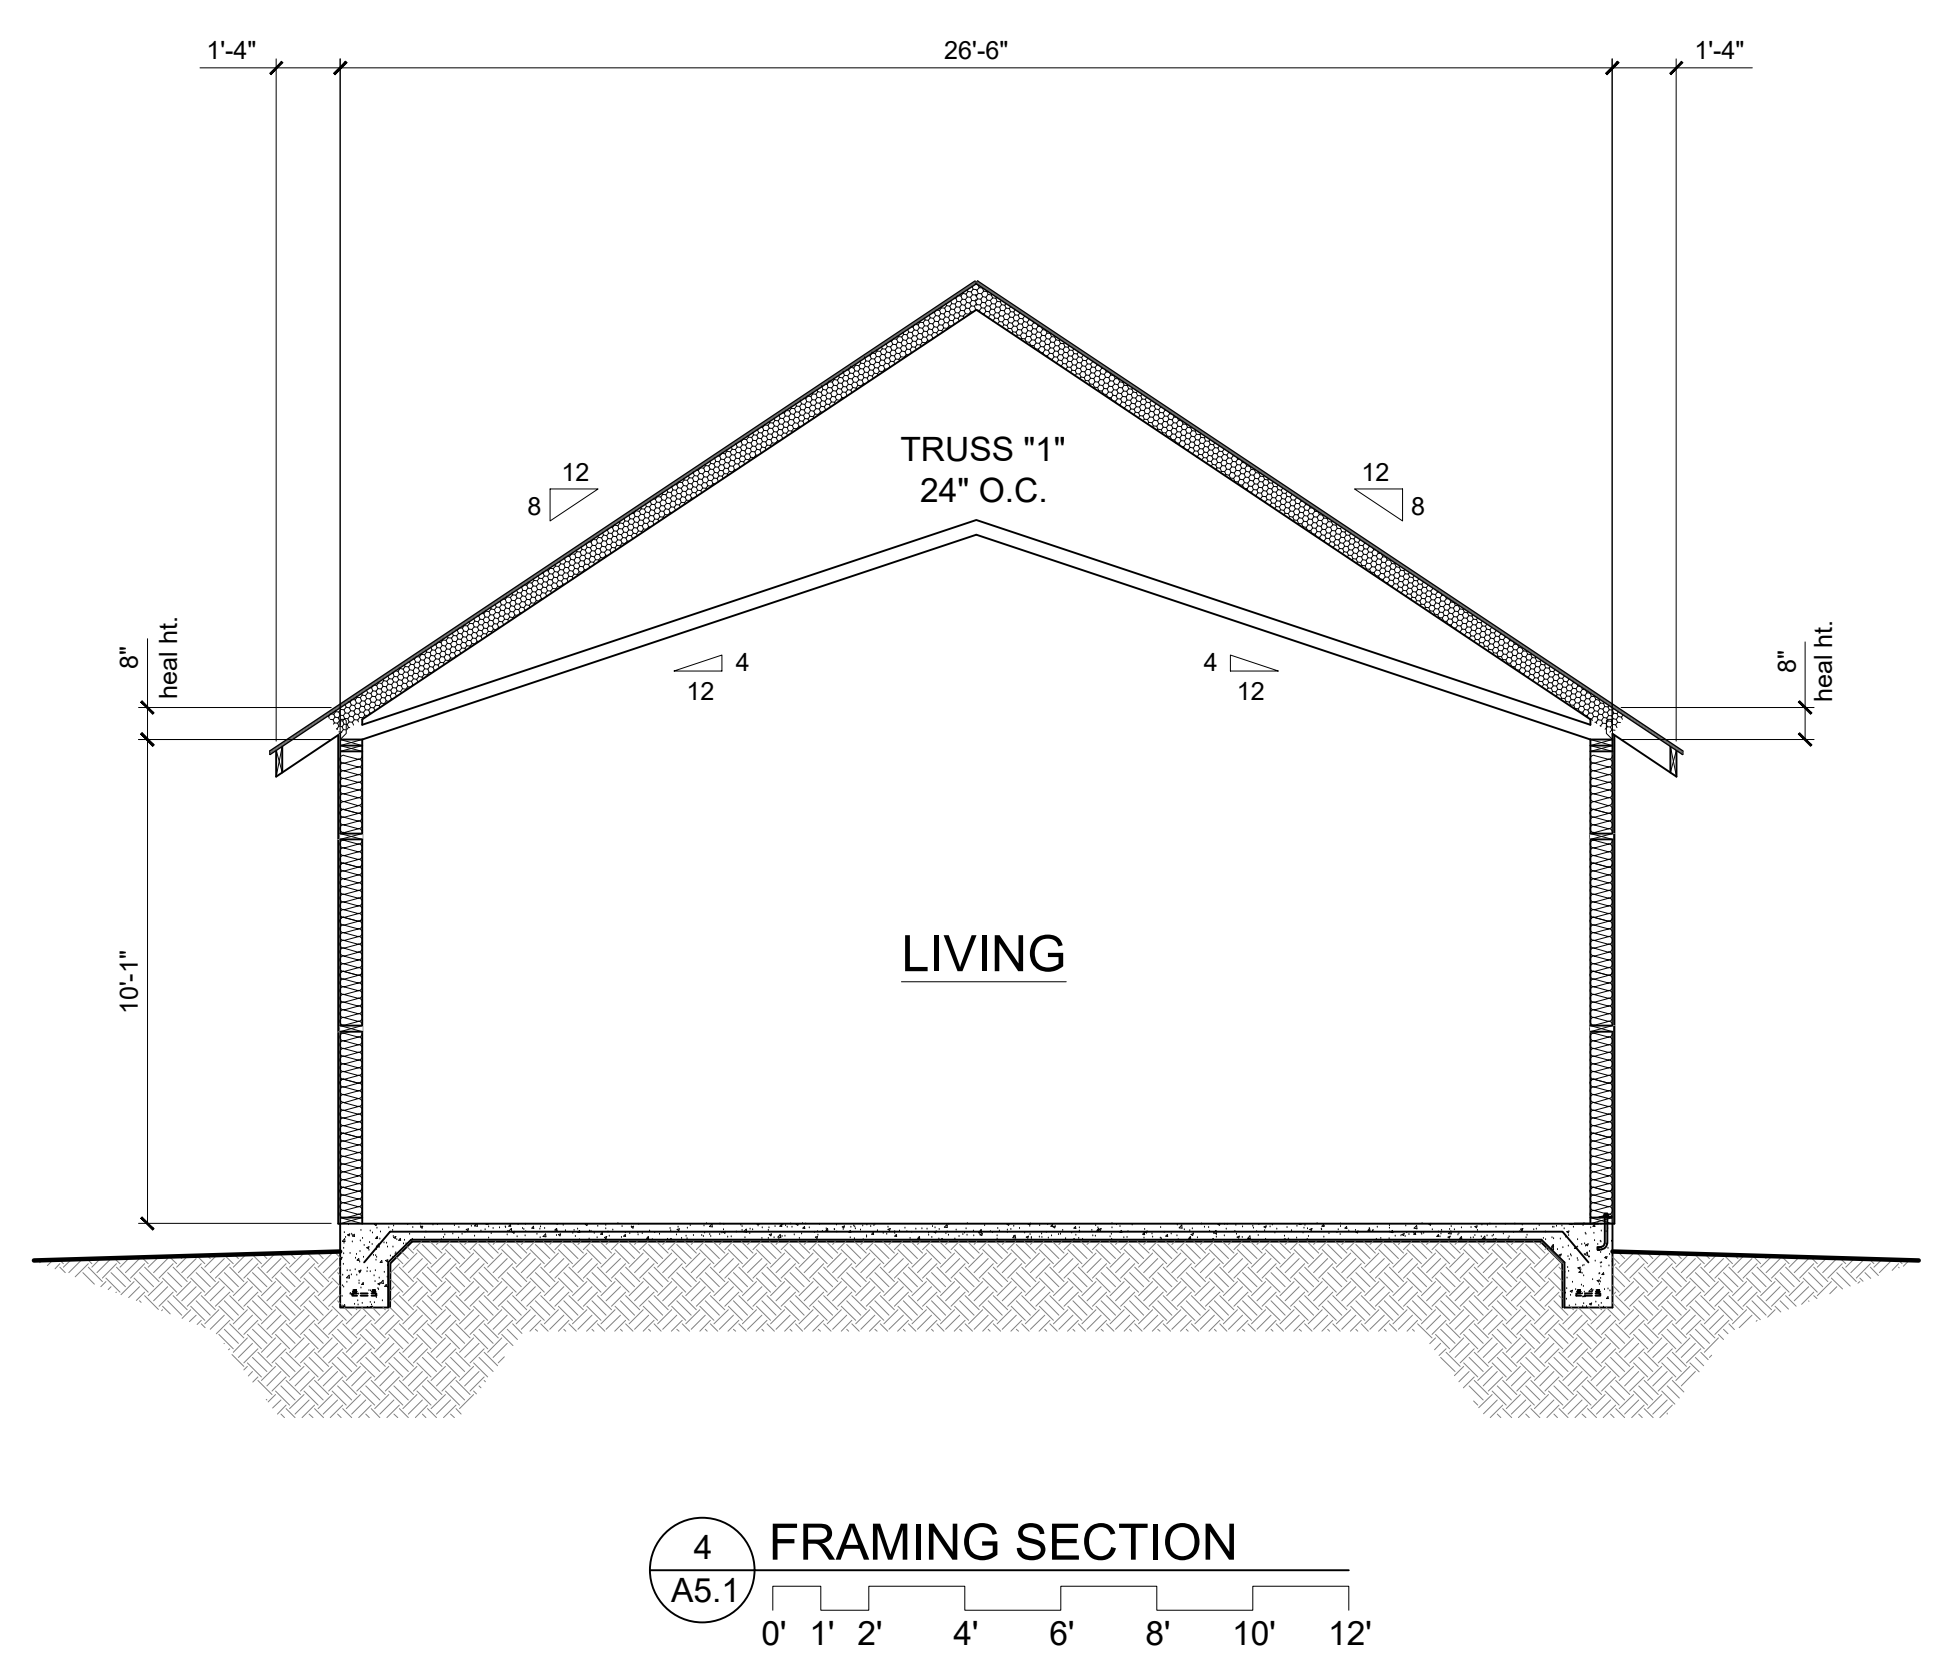 1'-4"
26'-6"
1'-4"
TRUSS "1"
24" O.C.
12
8
12
8
4
12
4
12
8"
heal ht.
8"
heal ht.
10'-1"
LIVING
4
A5.1
FRAMING SECTION
0' 1' 2' 4' 6' 8' 10' 12'